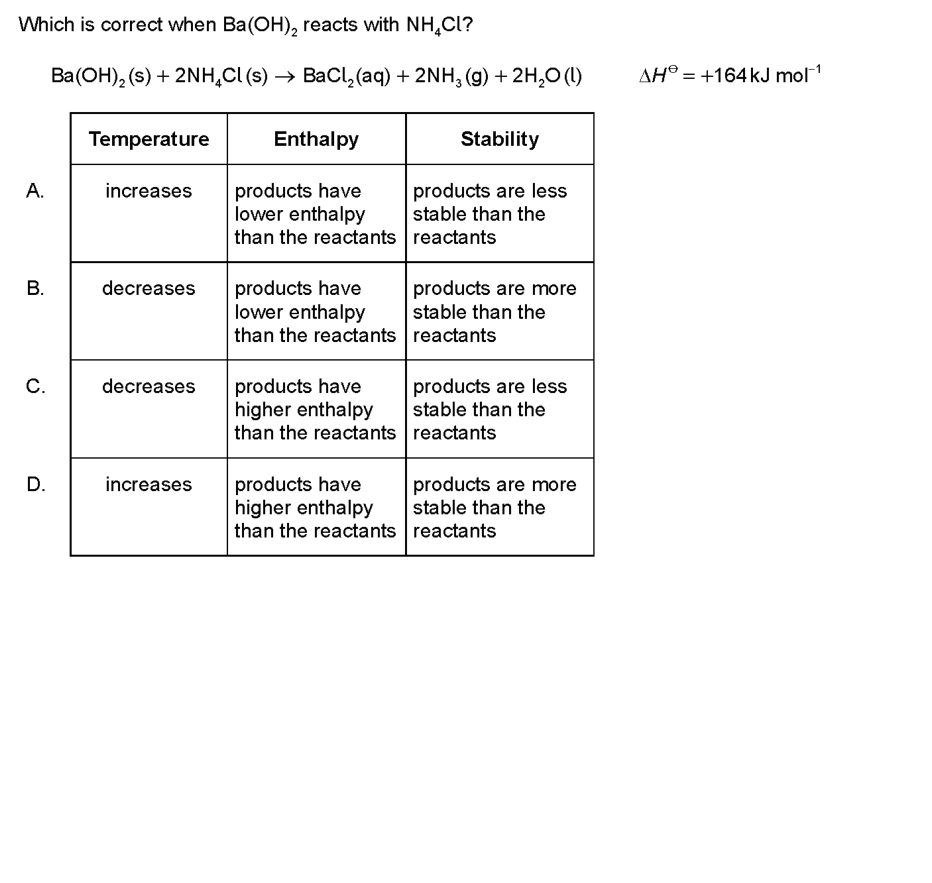 Which is correct when Ba(OH)₂ reacts with NH₄Cl?
Ba(OH)₂ (s) + 2NH₄Cl (s) → BaCl₂ (aq) + 2NH₃ (g) + 2H₂O (l) ΔH⊖ = +164 kJ mol⁻¹
Temperature Enthalpy Stability
A. increases products have lower enthalpy than the reactants products are less stable than the reactants
B. decreases products have lower enthalpy than the reactants products are more stable than the reactants
C. decreases products have higher enthalpy than the reactants products are less stable than the reactants
D. increases products have higher enthalpy than the reactants products are more stable than the reactants